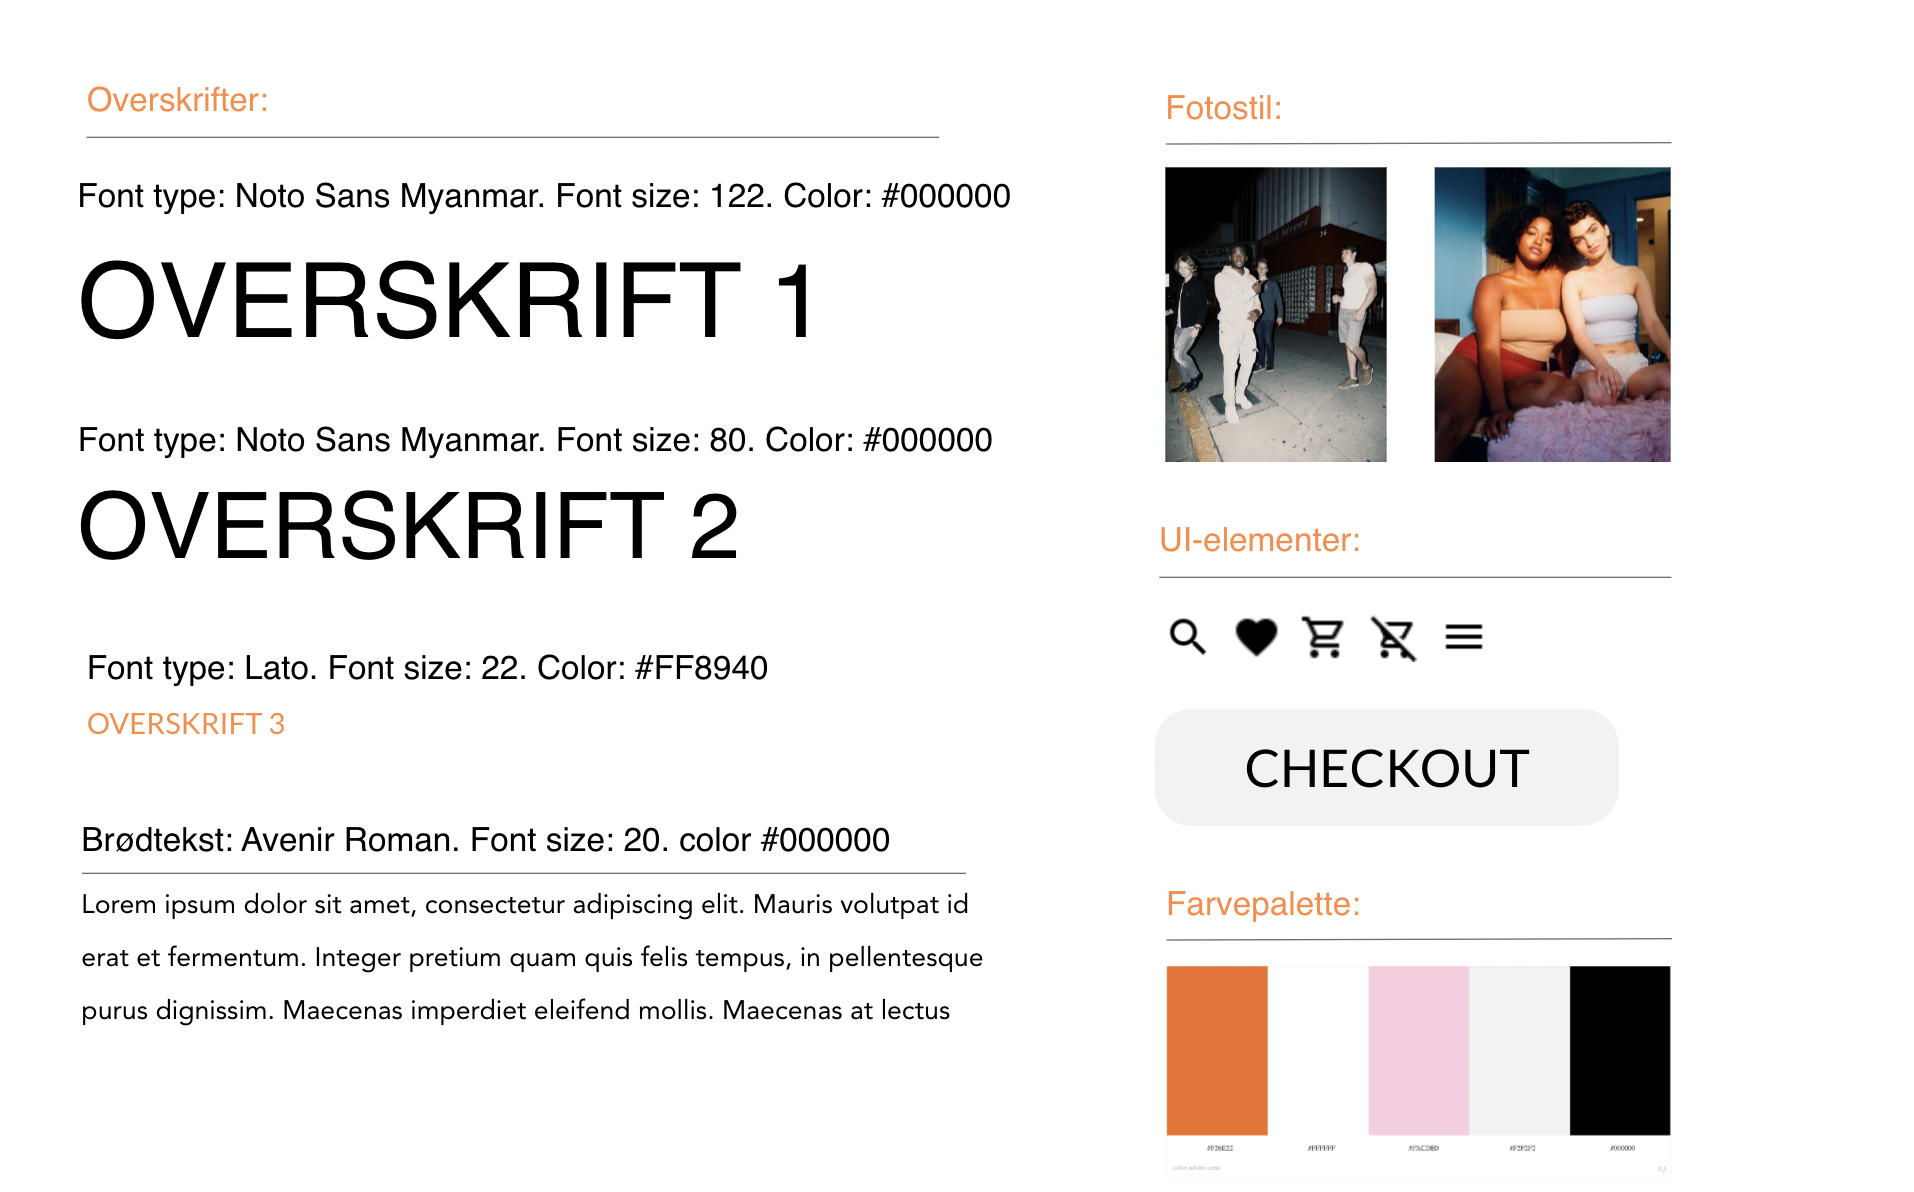 Overskrifter:
Font type: Noto Sans Myanmar. Font size: 122. Color: #000000
OVERSKRIFT 1
Font type: Noto Sans Myanmar. Font size: 80. Color: #000000
OVERSKRIFT 2
Font type: Lato. Font size: 22. Color: #FF8940
OVERSKRIFT 3
Brødtekst: Avenir Roman. Font size: 20. color #000000
Lorem ipsum dolor sit amet, consectetur adipiscing elit. Mauris volutpat id
erat et fermentum. Integer pretium quam quis felis tempus, in pellentesque
purus dignissim. Maecenas imperdiet eleifend mollis. Maecenas at lectus
Fotostil:
UI-elementer:
CHECKOUT
Farvepalette:
#F26E22 #FFFFFF #FACDE0 #F2F2F2 #000000
color.adobe.com